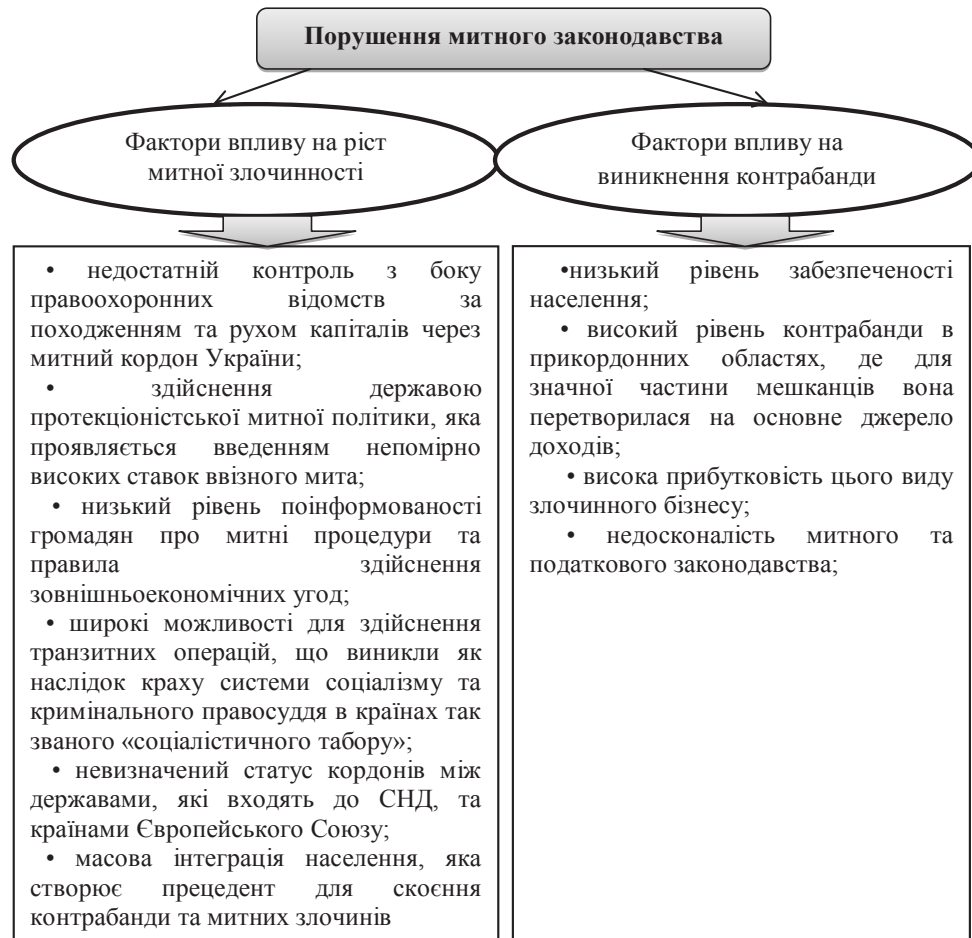 Порушення митного законодавства
Фактори впливу на ріст
митної злочинності
Фактори впливу на
виникнення контрабанди
• недостатній контроль з боку
правоохоронних відомств за
походженням та рухом капіталів через
митний кордон України;
• здійснення державою
протекціоністської митної політики, яка
проявляється введенням непомірно
високих ставок ввізного мита;
• низький рівень поінформованості
громадян про митні процедури та
правила здійснення
зовнішньоекономічних угод;
• широкі можливості для здійснення
транзитних операцій, що виникли як
наслідок краху системи соціалізму та
кримінального правосуддя в країнах так
званого «соціалістичного табору»;
• невизначений статус кордонів між
державами, які входять до СНД, та
країнами Європейського Союзу;
• масова інтеграція населення, яка
створює прецедент для скоєння
контрабанди та митних злочинів
•низький рівень забезпеченості
населення;
• високий рівень контрабанди в
прикордонних областях, де для
значної частини мешканців вона
перетворилася на основне джерело
доходів;
• висока прибутковість цього виду
злочинного бізнесу;
• недосконалість митного та
податкового законодавства;